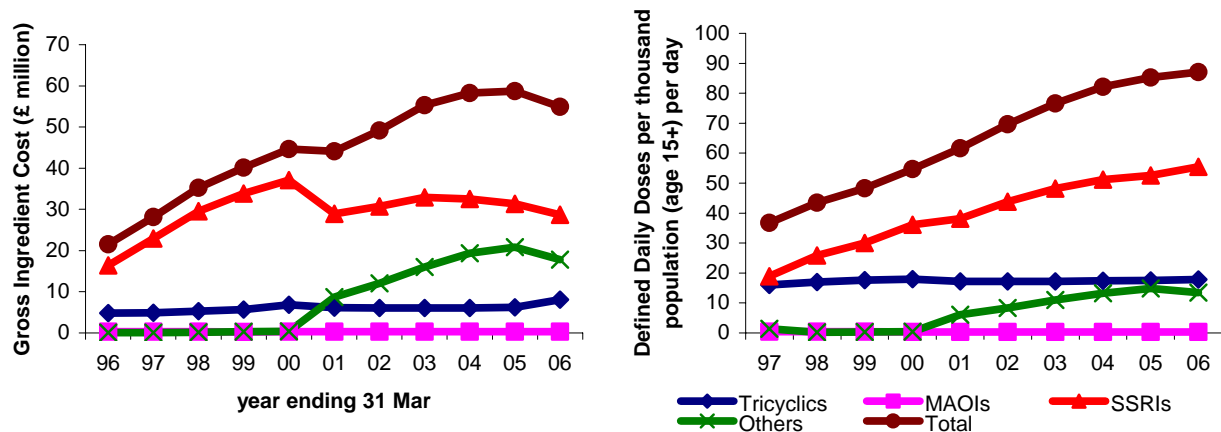 Gross Ingredient Cost (£ million)
70
60
50
40
30
20
10
0
96 97 98 99 00 01 02 03 04 05 06
year ending 31 Mar
Defined Daily Doses per thousand
population (age 15+) per day
100
90
80
70
60
50
40
30
20
10
0
97 98 99 00 01 02 03 04 05 06
Tricyclics MAOIs SSRIs
Others Total